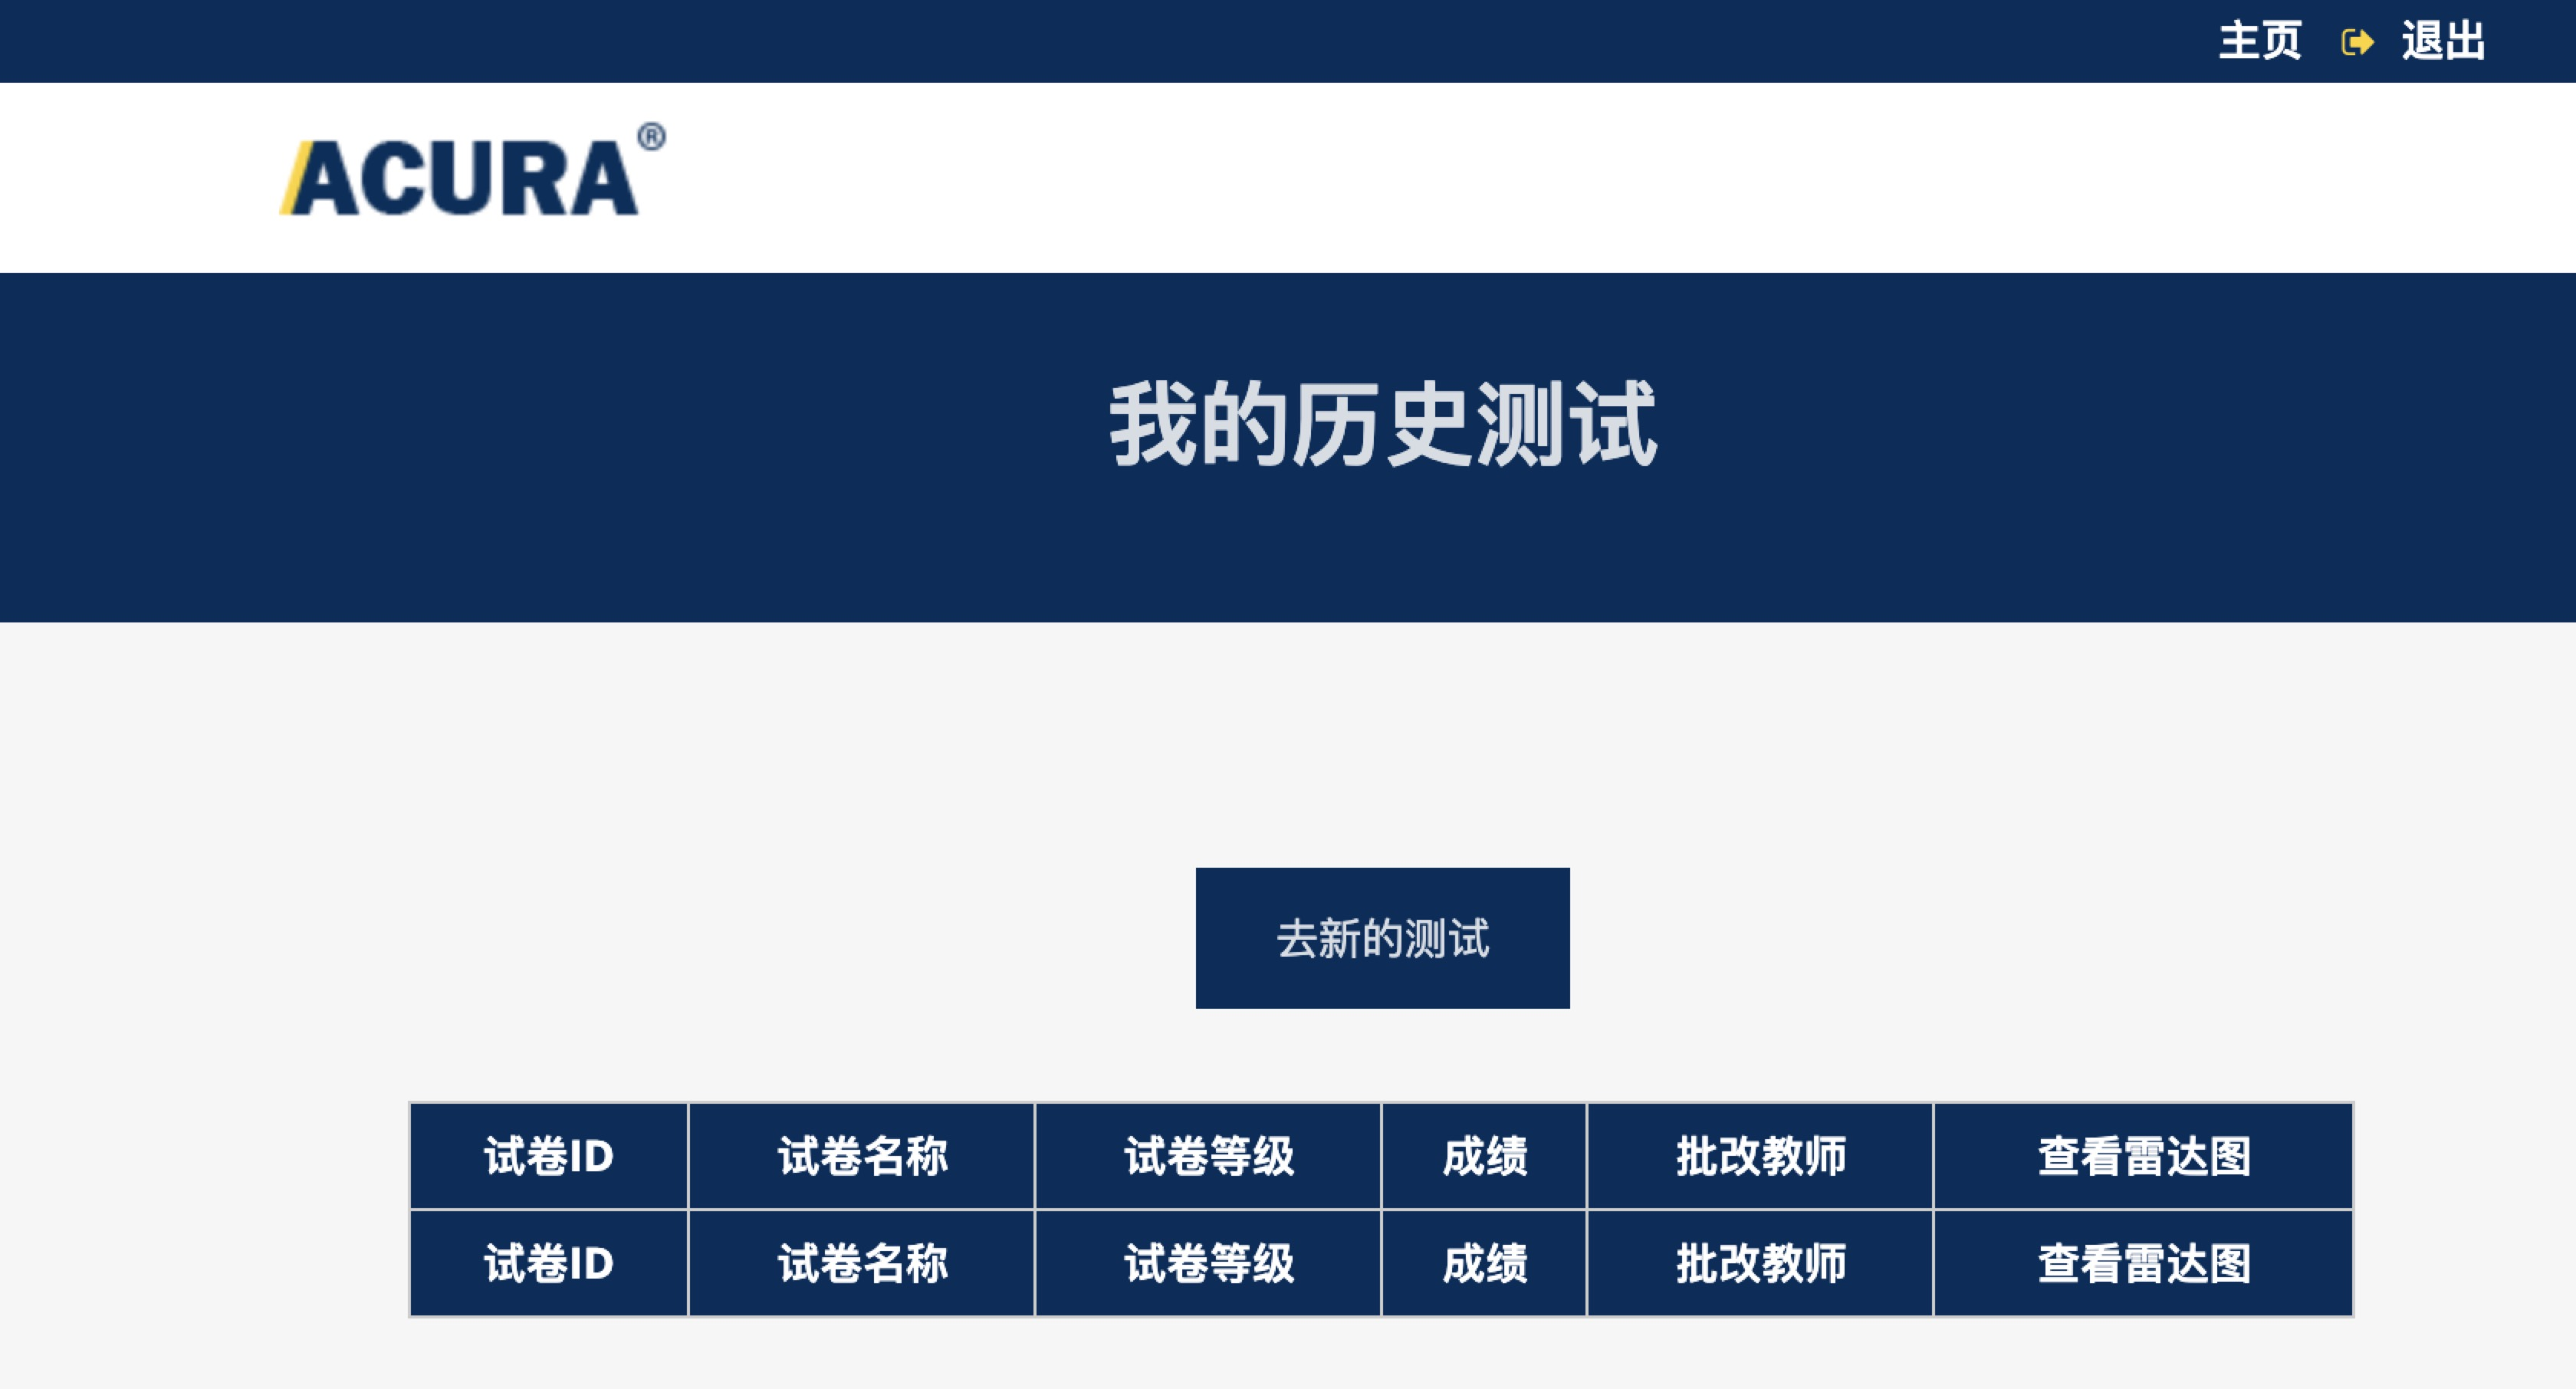 主页 退出
ACURA®
我的历史测试
去新的测试
试卷ID 试卷名称 试卷等级 成绩 批改教师 查看雷达图
试卷ID 试卷名称 试卷等级 成绩 批改教师 查看雷达图